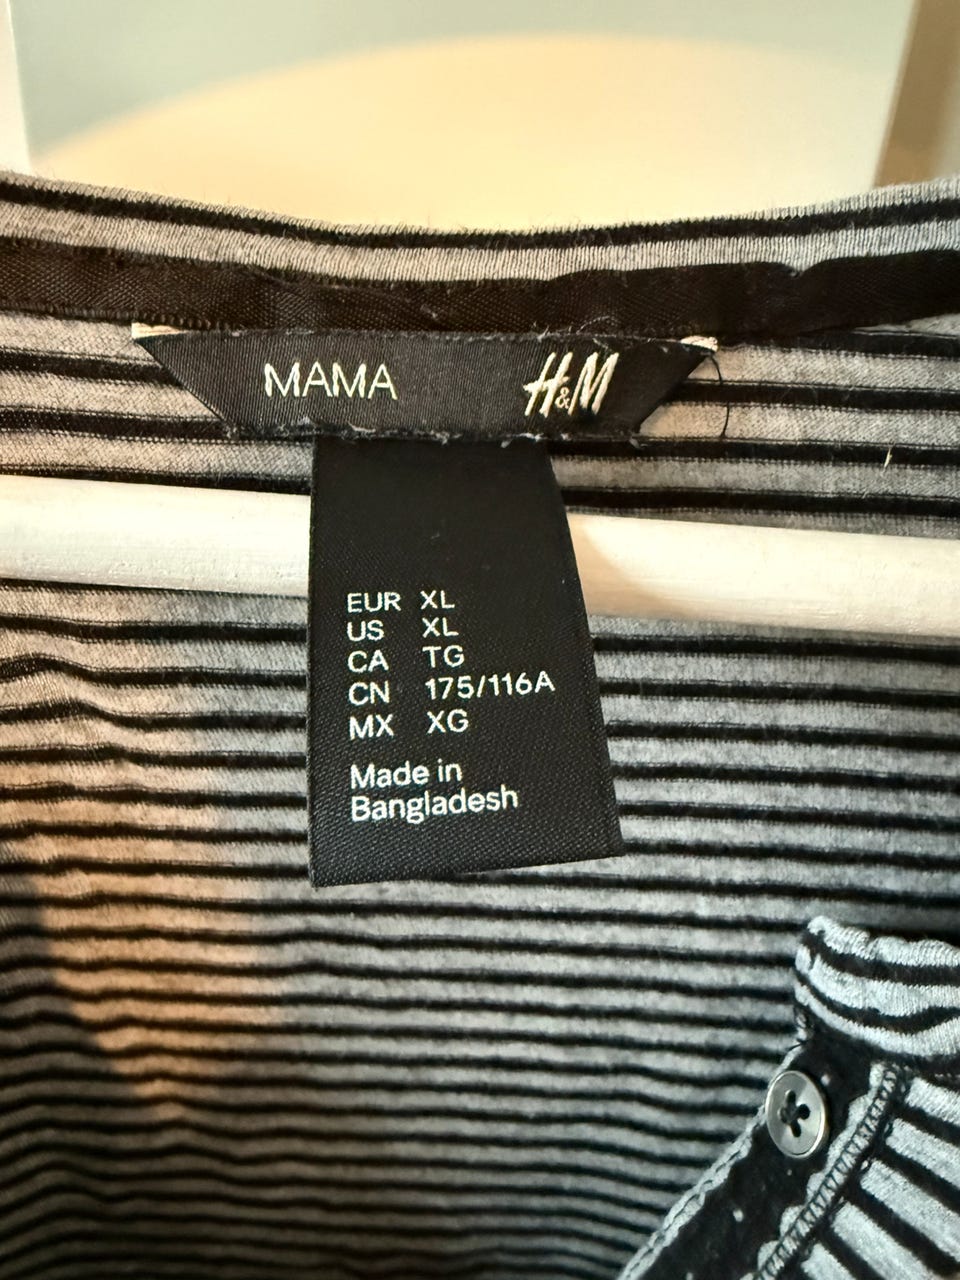 MAMA H&M
EUR XL
US XL
CA TG
CN 175/116A
MX XG
Made in
Bangladesh